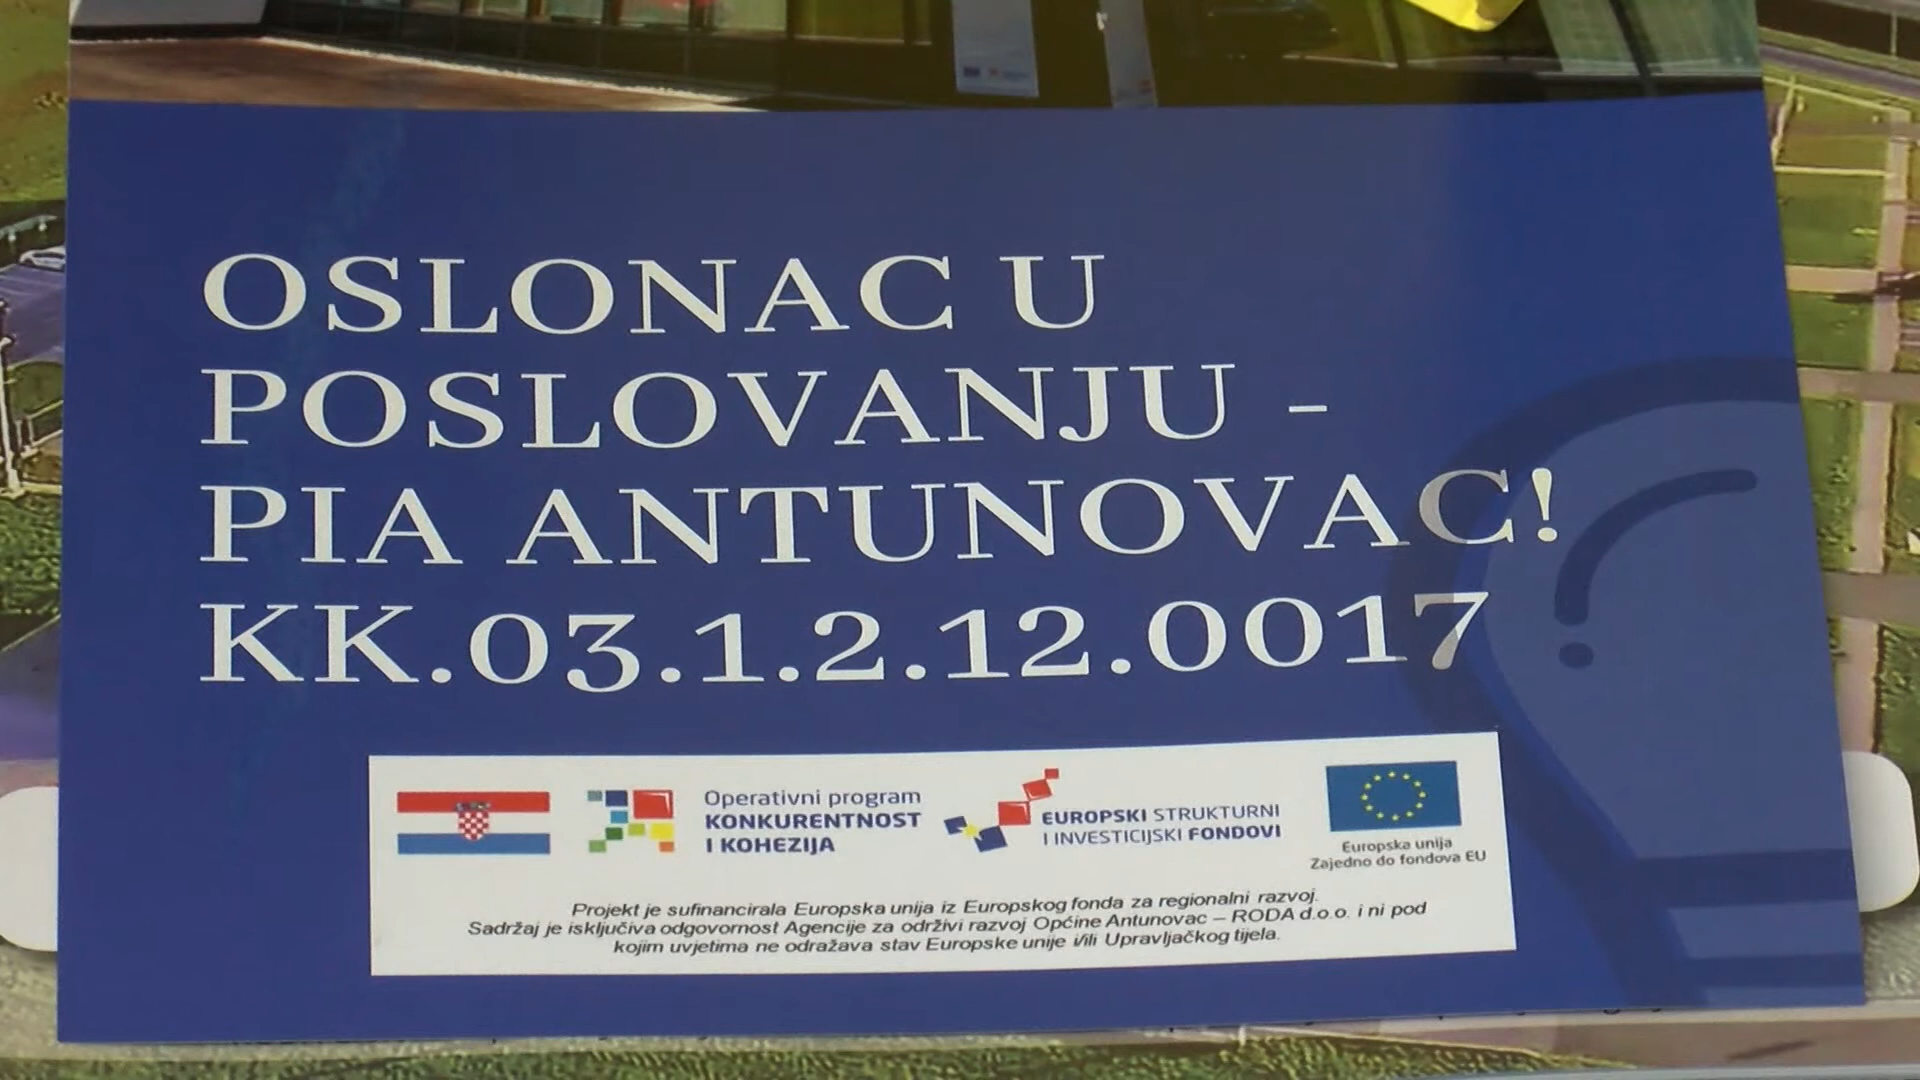 OSLONAC U
POSLOVANJU -
PIA ANTUNOVAC!
KK.03.1.2.12.0017
Operativni program
KONKURENTNOST
I KOHEZIJA
EUROPSKI STRUKTURNI
I INVESTICIJSKI FONDOVI
Europska unija
Zajedno do fondova EU
Projekt je sufinancirala Europska unija iz Europskog fonda za regionalni razvoj.
Sadržaj je isključiva odgovornost Agencije za održivi razvoj Općine Antunovac – RODA d.o.o. i ni pod
kojim uvjetima ne odražava stav Europske unije i/ili Upravljačkog tijela.